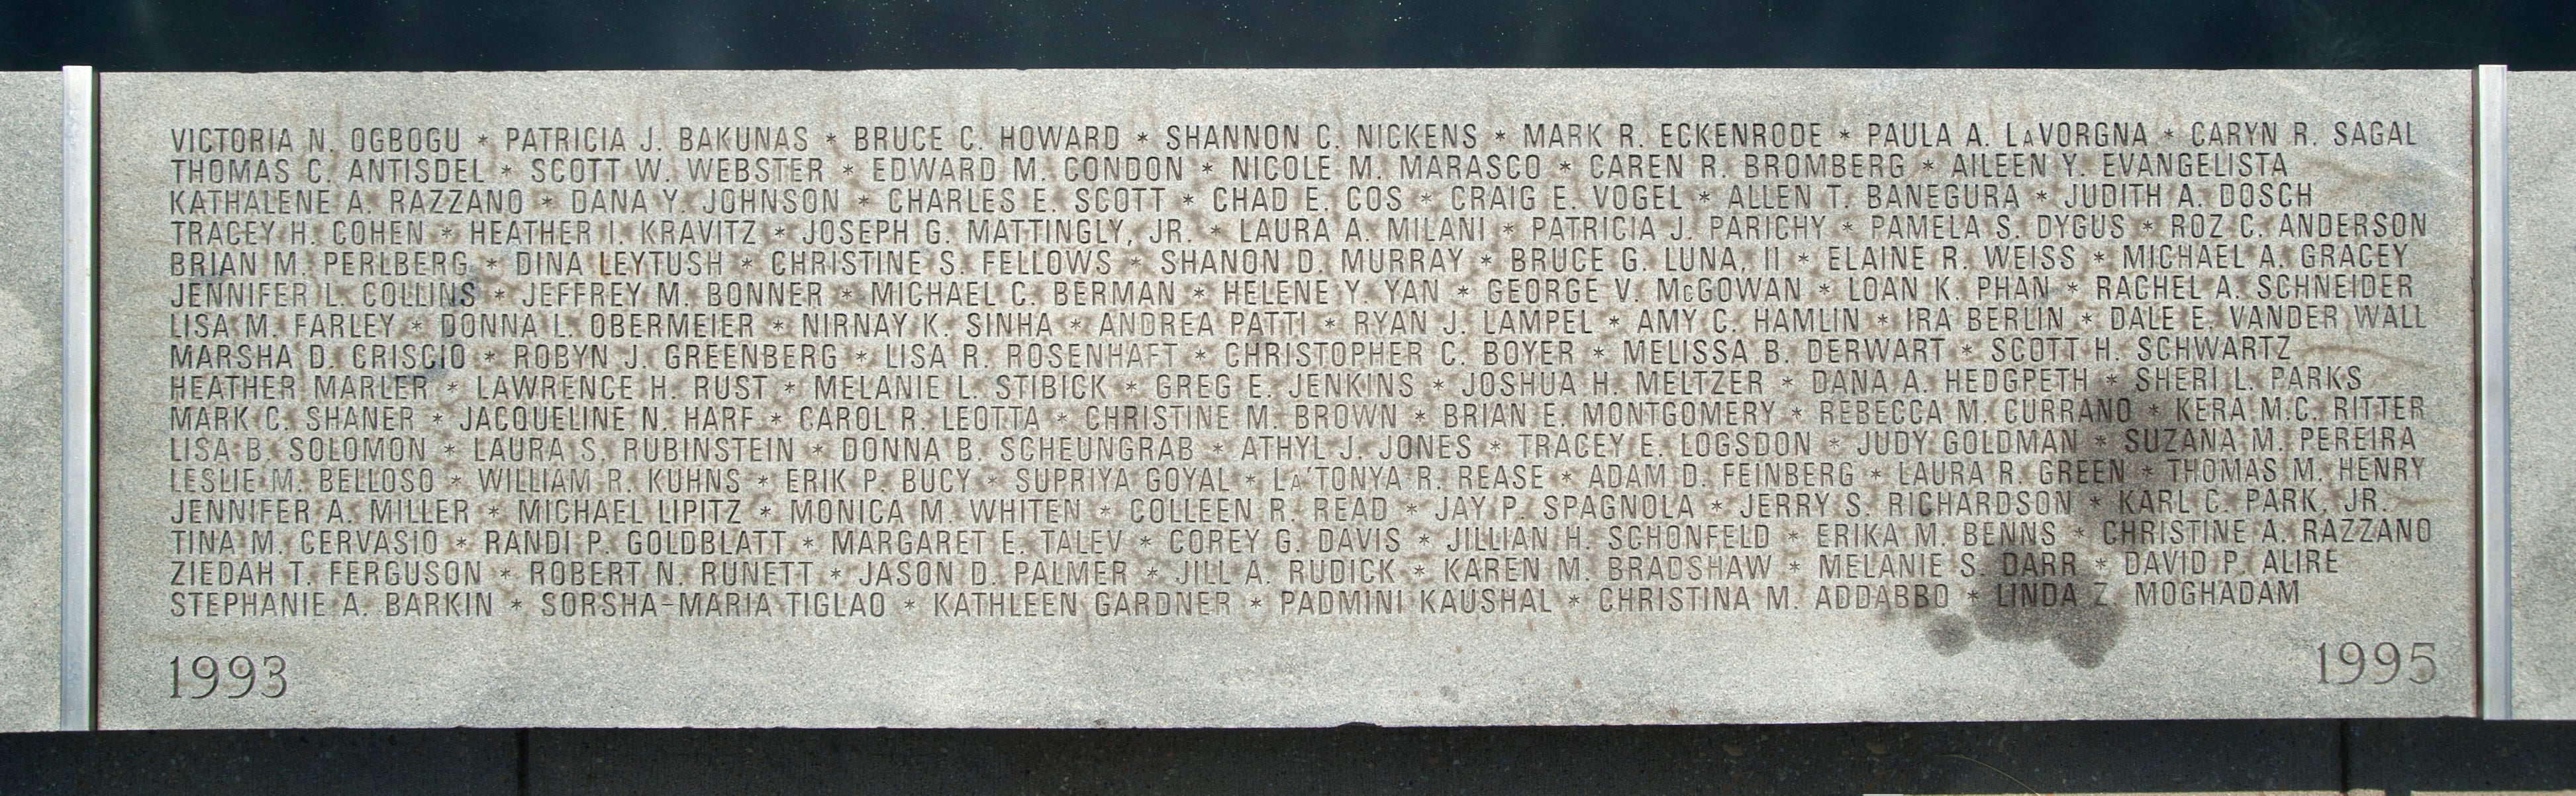 VICTORIA N. OGBOGU * PATRICIA J. BAKUNAS * BRUCE C. HOWARD * SHANNON C. NICKENS * MARK R. ECKENRODE * PAULA A. LaVORGNA * CARYN R. SAGAL
THOMAS C. ANTISDEL * SCOTT W. WEBSTER * EDWARD M. CONDON * NICOLE M. MARASCO * CAREN R. BROMBERG * AILEEN Y. EVANGELISTA
KATHALENE A. RAZZANO * DANA Y. JOHNSON * CHARLES E. SCOTT * CHAD E. COS * CRAIG E. VOGEL * ALLEN T. BANEGURA * JUDITH A. DOSCH
TRACEY H. COHEN * HEATHER I. KRAVITZ * JOSEPH G. MATTINGLY, JR. * LAURA A. MILANI * PATRICIA J. PARICHY * PAMELA S. DYGUS * ROZ C. ANDERSON
BRIAN M. PERLBERG * DINA LEYTUSH * CHRISTINE S. FELLOWS * SHANON D. MURRAY * BRUCE G. LUNA, II * ELAINE R. WEISS * MICHAEL A. GRACEY
JENNIFER L. COLLINS * JEFFREY M. BONNER * MICHAEL C. BERMAN * HELENE Y. YAN * GEORGE V. McGOWAN * LOAN K. PHAN * RACHEL A. SCHNEIDER
LISA M. FARLEY * DONNA L. OBERMEIER * NIRNAY K. SINHA * ANDREA PATTI * RYAN J. LAMPEL * AMY C. HAMLIN * IRA BERLIN * DALE E. VANDER WALL
MARSHA D. CRISCIO * ROBYN J. GREENBERG * LISA R. ROSENHAFT * CHRISTOPHER C. BOYER * MELISSA B. DERWART * SCOTT H. SCHWARTZ
HEATHER MARLER * LAWRENCE H. RUST * MELANIE L. STIBICK * GREG E. JENKINS * JOSHUA H. MELTZER * DANA A. HEDGPETH * SHERI L. PARKS
MARK C. SHANER * JACQUELINE N. HARF * CAROL R. LEOTTA * CHRISTINE M. BROWN * BRIAN E. MONTGOMERY * REBECCA M. CURRANO * KERA M.C. RITTER
LISA B. SOLOMON * LAURA S. RUBINSTEIN * DONNA B. SCHEUNGRAB * ATHYL J. JONES * TRACEY E. LOGSDON * JUDY GOLDMAN * SUZANA M. PEREIRA
LESLIE M. BELLOSO * WILLIAM R. KUHNS * ERIK P. BUCY * SUPRIYA GOYAL * La'TONYA R. REASE * ADAM D. FEINBERG * LAURA R. GREEN * THOMAS M. HENRY
JENNIFER A. MILLER * MICHAEL LIPITZ * MONICA M. WHITEN * COLLEEN R. READ * JAY P. SPAGNOLA * JERRY S. RICHARDSON * KARL C. PARK, JR.
TINA M. CERVASIO * RANDI P. GOLDBLATT * MARGARET E. TALEV * COREY G. DAVIS * JILLIAN H. SCHONFELD * ERIKA M. BENNS * CHRISTINE A. RAZZANO
ZIEDAH T. FERGUSON * ROBERT N. RUNETT * JASON D. PALMER * JILL A. RUDICK * KAREN M. BRADSHAW * MELANIE S. DARR * DAVID P. ALIRE
STEPHANIE A. BARKIN * SORSHA-MARIA TIGLAO * KATHLEEN GARDNER * PADMINI KAUSHAL * CHRISTINA M. ADDABBO * LINDA Z. MOGHADAM
1993 1995